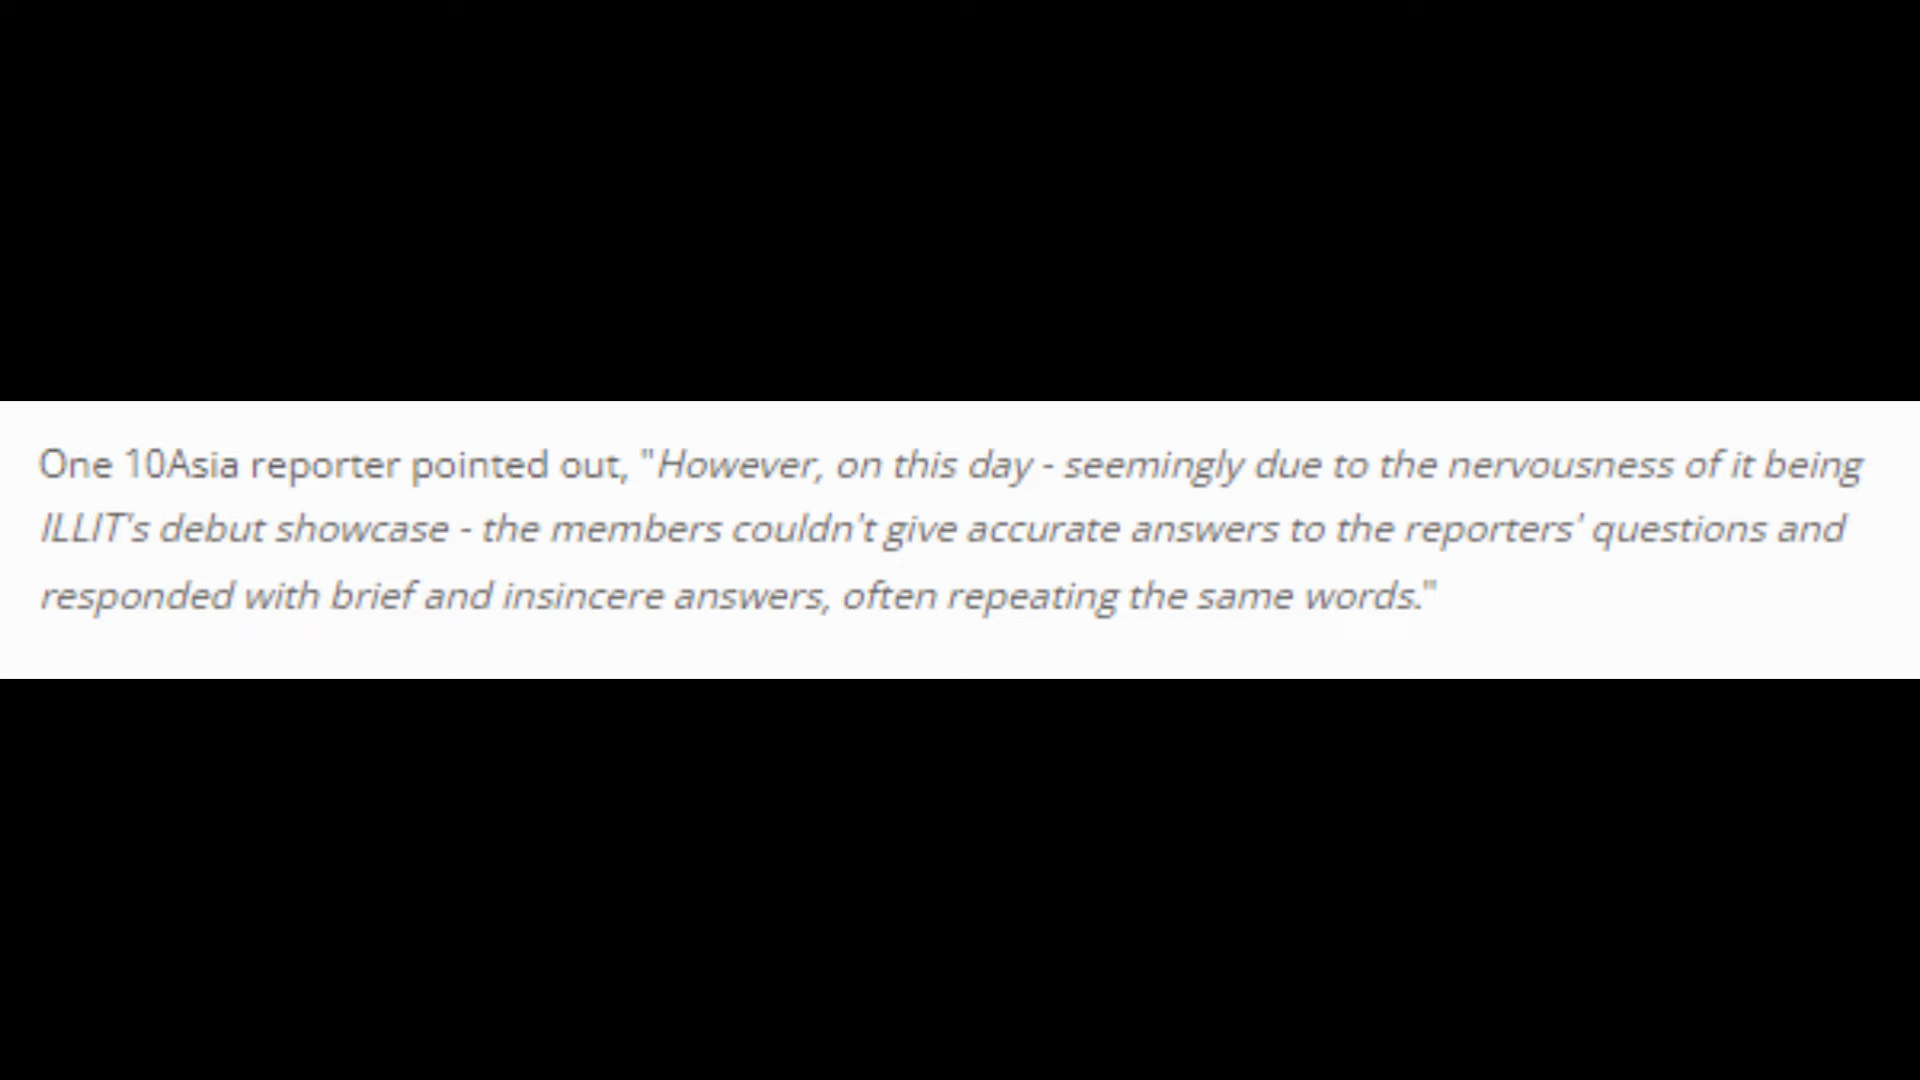 One 10Asia reporter pointed out, "However, on this day - seemingly due to the nervousness of it being
ILLIT's debut showcase - the members couldn't give accurate answers to the reporters' questions and
responded with brief and insincere answers, often repeating the same words."